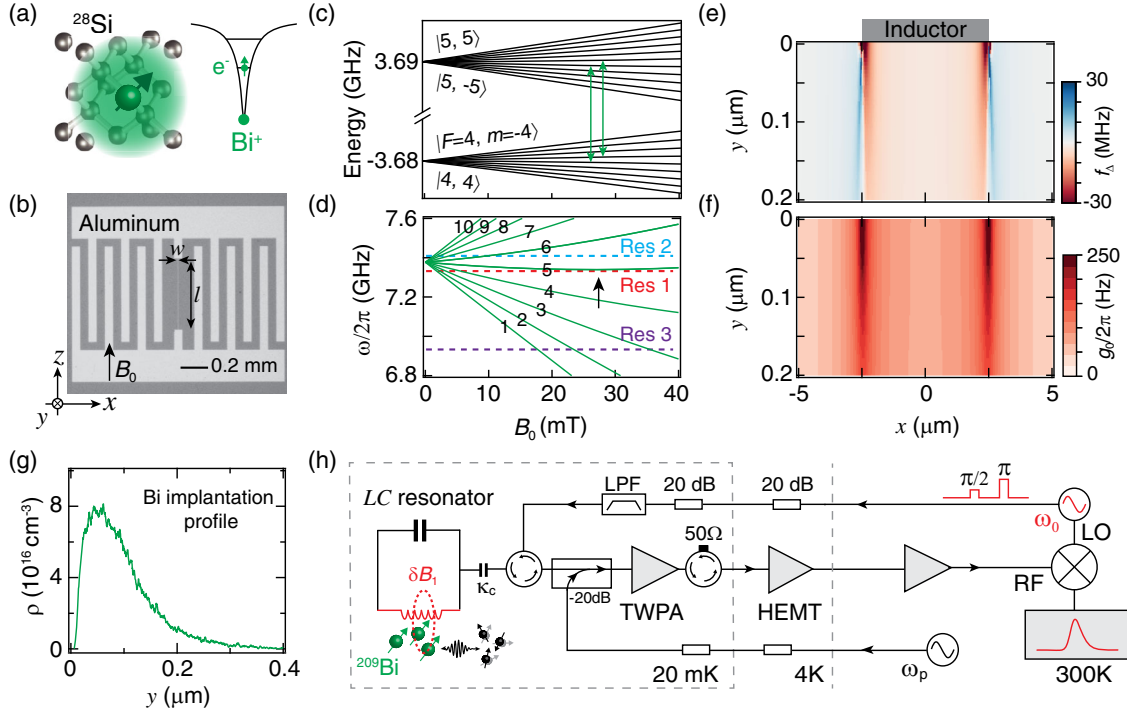 (a)
28Si
e-
Bi+
(b)
Aluminum
w
l
B0
0.2 mm
z
y
x
(c)
Energy (GHz)
3.69
-3.68
|5, 5⟩
|5, -5⟩
|F=4, m=-4⟩
|4, 4⟩
(d)
ω/2π (GHz)
7.6
7.2
6.8
10 9 8 7
6
5
4
3
2
1
Res 2
Res 1
Res 3
0 10 20 30 40
B0 (mT)
(e)
Inductor
y (μm)
0
0.1
0.2
30
-30
fΔ (MHz)
(f)
y (μm)
0
0.1
0.2
250
0
g0/2π (Hz)
-5 0 5
x (μm)
(g)
Bi implantation
profile
ρ (10^16 cm-3)
8
4
0
0 0.2 0.4
y (μm)
(h)
LC resonator
δB1
209Bi
κc
LPF
20 dB
20 dB
π/2
π
ω0
LO
50Ω
-20dB
TWPA
HEMT
RF
ωp
20 mK
4K
300K